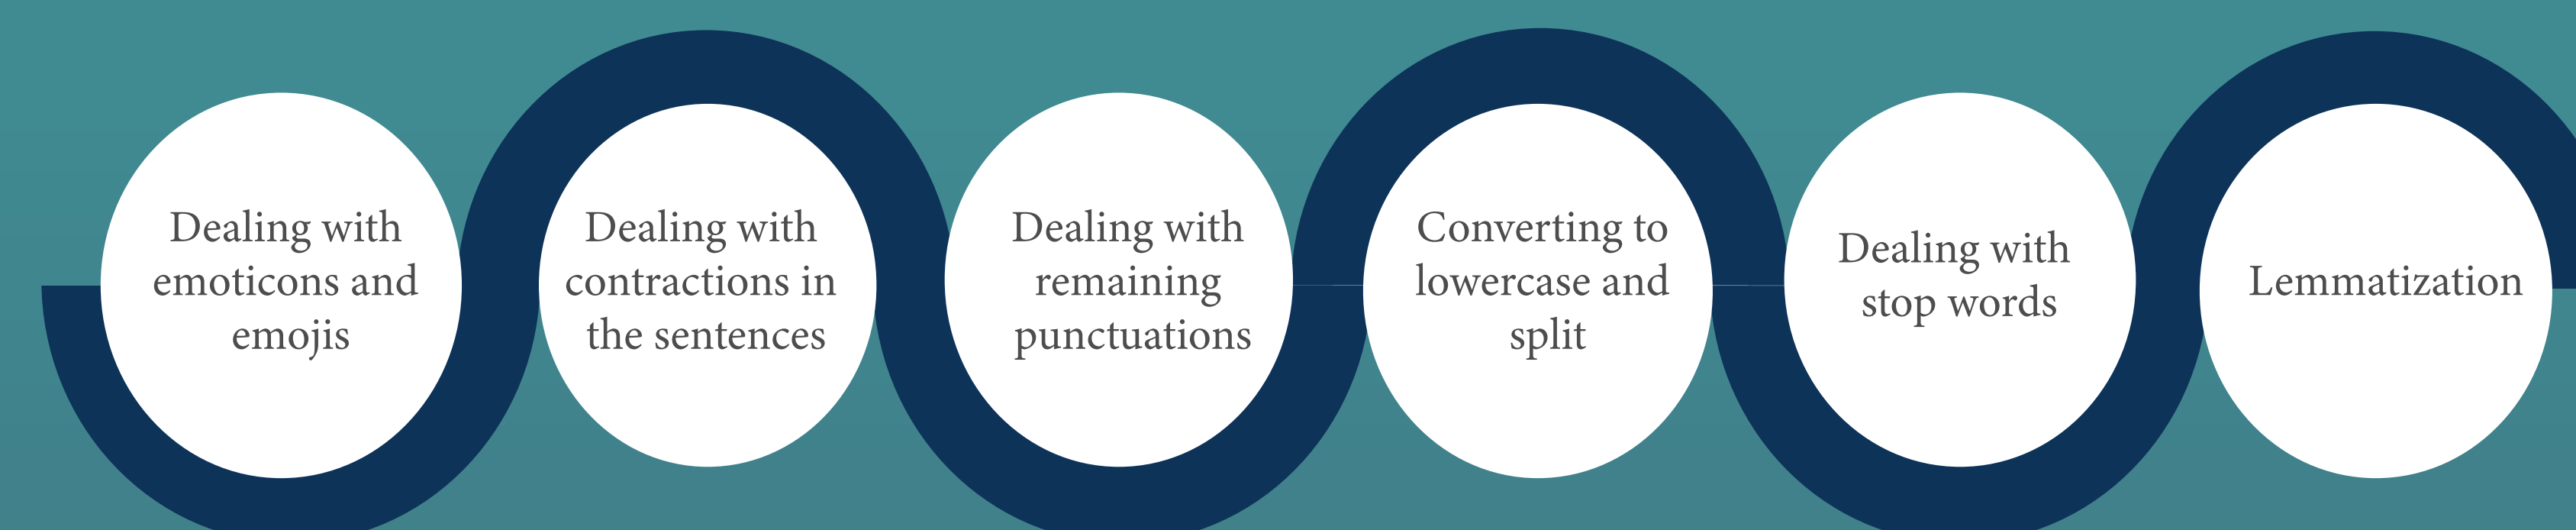 Dealing with
emoticons and
emojis
Dealing with
contractions in
the sentences
Dealing with
remaining
punctuations
Converting to
lowercase and
split
Dealing with
stop words
Lemmatization